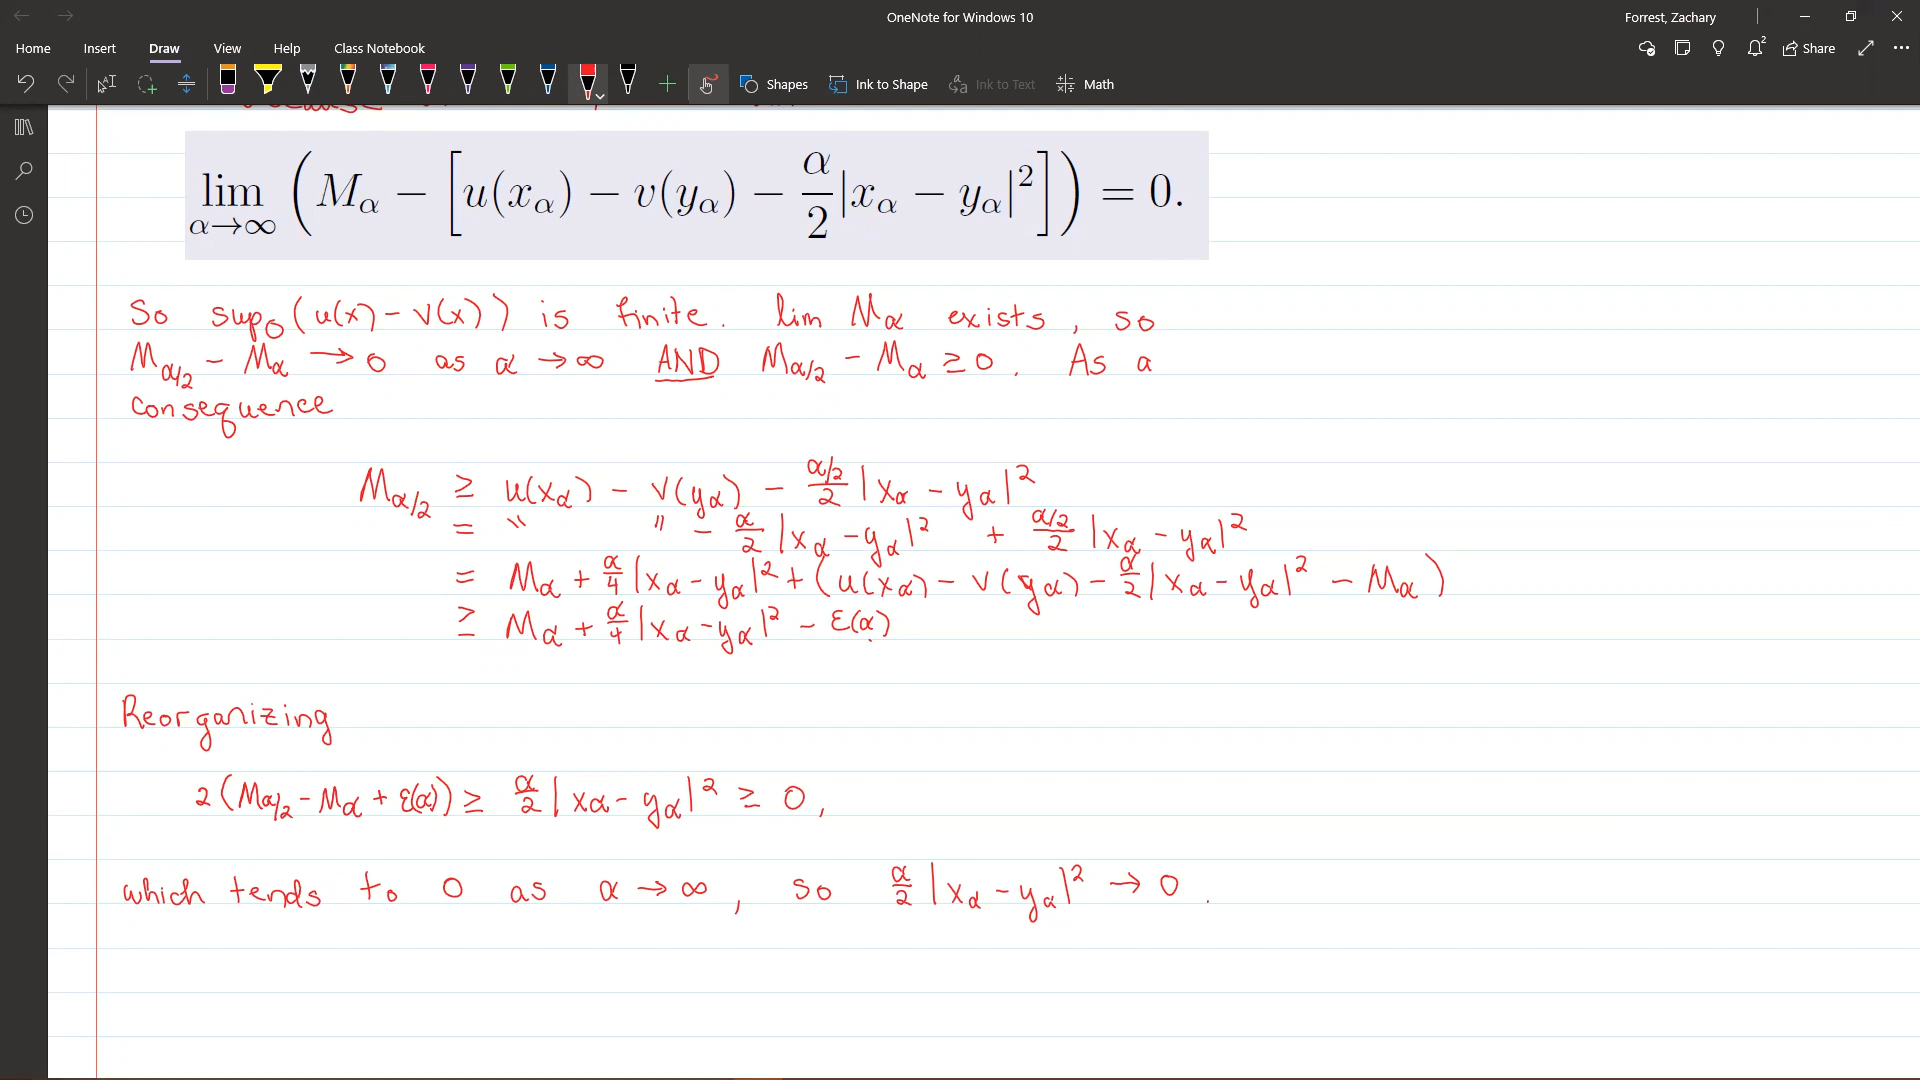 OneNote for Windows 10
Forrest, Zachary
Home Insert Draw View Help Class Notebook
Share
Shapes Ink to Shape Ink to Text Math
lim α→∞ ( M_α − [ u(x_α) − v(y_α) − α/2 |x_α − y_α|² ] ) = 0.
So sup_O (u(x) - v(x)) is finite. lim M_α exists, so
M_α/2 - M_α → 0 as α → ∞ AND M_α/2 - M_α ≥ 0. As a
consequence
M_α/2 ≥ u(x_α) - v(y_α) - (α/2)/2 |x_α - y_α|²
= " " - α/2 |x_α - y_α|² + (α/2)/2 |x_α - y_α|²
= M_α + α/4 |x_α - y_α|² + (u(x_α) - v(y_α) - α/2 |x_α - y_α|² - M_α)
≥ M_α + α/4 |x_α - y_α|² - ε(α)
Reorganizing
2 (M_α/2 - M_α + ε(α)) ≥ α/2 |x_α - y_α|² ≥ 0,
which tends to 0 as α → ∞, so α/2 |x_α - y_α|² → 0.